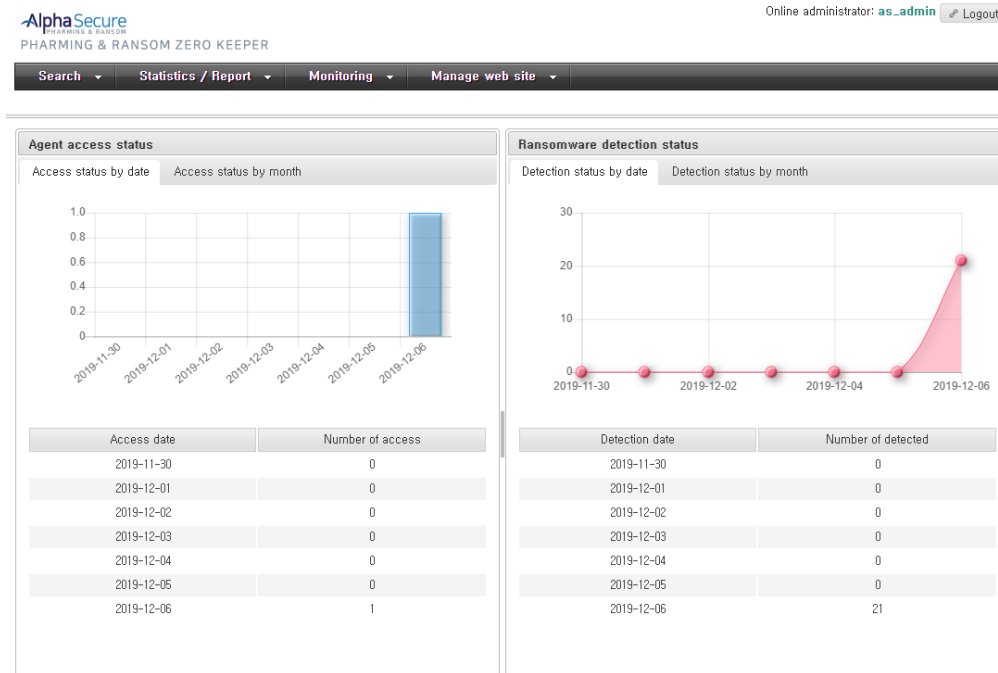 Online administrator: as_admin Logout
AlphaSecure
PHARMING & RANSOM
PHARMING & RANSOM ZERO KEEPER
Search Statistics / Report Monitoring Manage web site
Agent access status
Access status by date Access status by month
1.0
0.8
0.6
0.4
0.2
0
2019-11-30 2019-12-01 2019-12-02 2019-12-03 2019-12-04 2019-12-05 2019-12-06
Access date Number of access
2019-11-30 0
2019-12-01 0
2019-12-02 0
2019-12-03 0
2019-12-04 0
2019-12-05 0
2019-12-06 1
Ransomware detection status
Detection status by date Detection status by month
30
20
10
0
2019-11-30 2019-12-02 2019-12-04 2019-12-06
Detection date Number of detected
2019-11-30 0
2019-12-01 0
2019-12-02 0
2019-12-03 0
2019-12-04 0
2019-12-05 0
2019-12-06 21